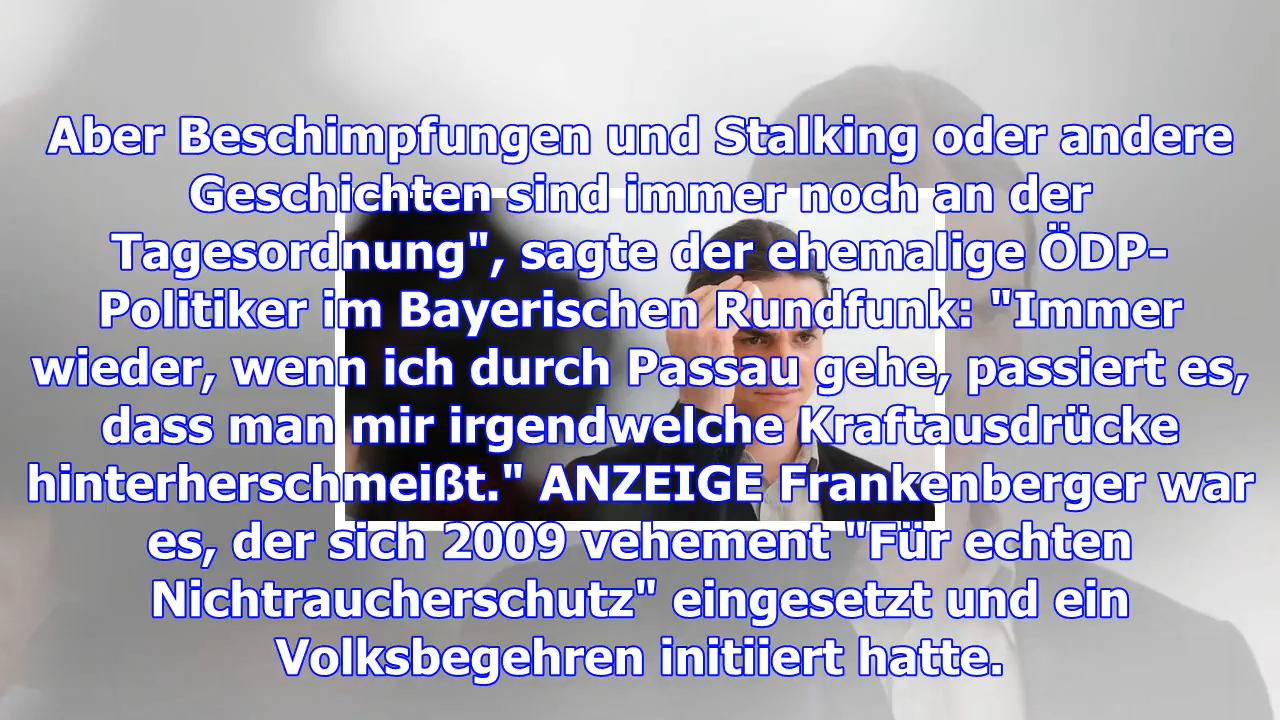 Aber Beschimpfungen und Stalking oder andere
Geschichten sind immer noch an der
Tagesordnung", sagte der ehemalige ÖDP-
Politiker im Bayerischen Rundfunk: "Immer
wieder, wenn ich durch Passau gehe, passiert es,
dass man mir irgendwelche Kraftausdrücke
hinterherschmeißt." ANZEIGE Frankenberger war
es, der sich 2009 vehement "Für echten
Nichtraucherschutz" eingesetzt und ein
Volksbegehren initiiert hatte.